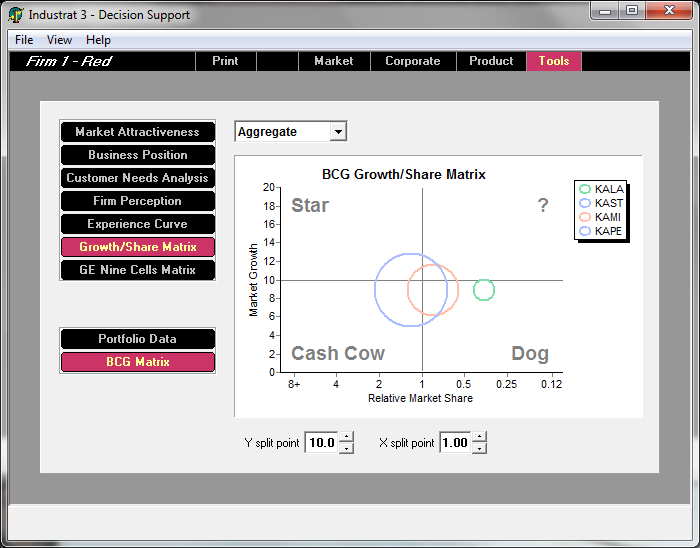 Industrat 3 - Decision Support
File View Help
Firm 1 - Red Print Market Corporate Product Tools
Market Attractiveness
Business Position
Customer Needs Analysis
Firm Perception
Experience Curve
Growth/Share Matrix
GE Nine Cells Matrix
Portfolio Data
BCG Matrix
Aggregate
BCG Growth/Share Matrix
Market Growth
20
18
16
14
12
10
8
6
4
2
0
Star ?
Cash Cow Dog
8+ 4 2 1 0.5 0.25 0.12
Relative Market Share
KALA
KAST
KAMI
KAPE
Y split point 10.0 X split point 1.00